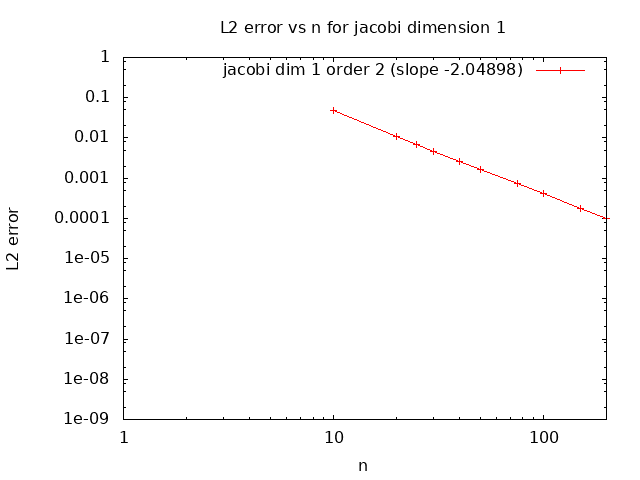 L2 error vs n for jacobi dimension 1
jacobi dim 1 order 2 (slope -2.04898)
1
0.1
0.01
0.001
0.0001
1e-05
1e-06
1e-07
1e-08
1e-09
L2 error
1 10 100
n